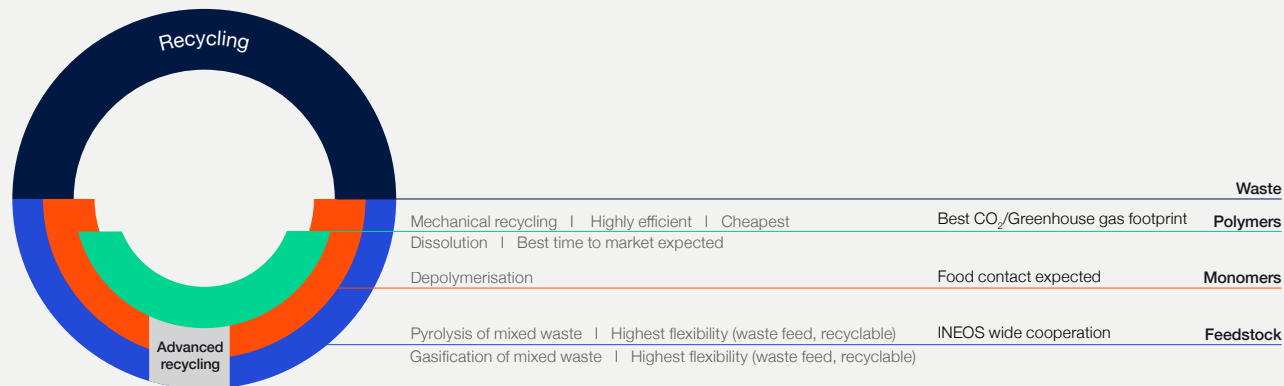 Recycling
Waste
Mechanical recycling | Highly efficient | Cheapest Best CO₂/Greenhouse gas footprint Polymers
Dissolution | Best time to market expected
Depolymerisation Food contact expected Monomers
Pyrolysis of mixed waste | Highest flexibility (waste feed, recyclable) INEOS wide cooperation Feedstock
Advanced
recycling
Gasification of mixed waste | Highest flexibility (waste feed, recyclable)